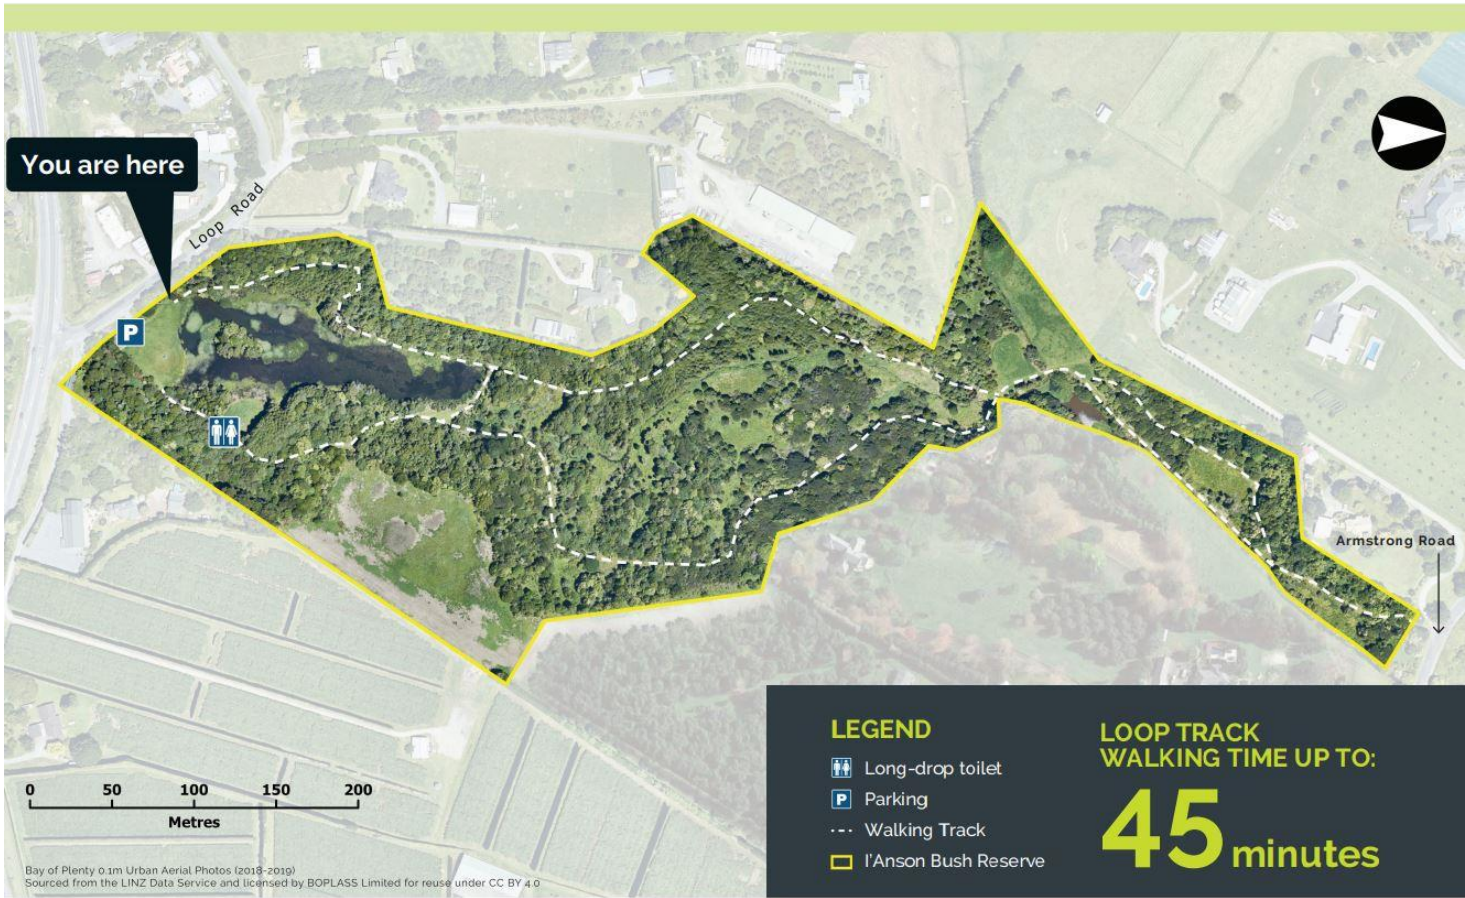 You are here
Loop Road
P
Armstrong Road
LEGEND
Long-drop toilet
P Parking
Walking Track
I'Anson Bush Reserve
LOOP TRACK
WALKING TIME UP TO:
45 minutes
0 50 100 150 200
Metres
Bay of Plenty 0.1m Urban Aerial Photos (2018-2019)
Sourced from the LINZ Data Service and licensed by BOPLASS Limited for reuse under CC BY 4.0